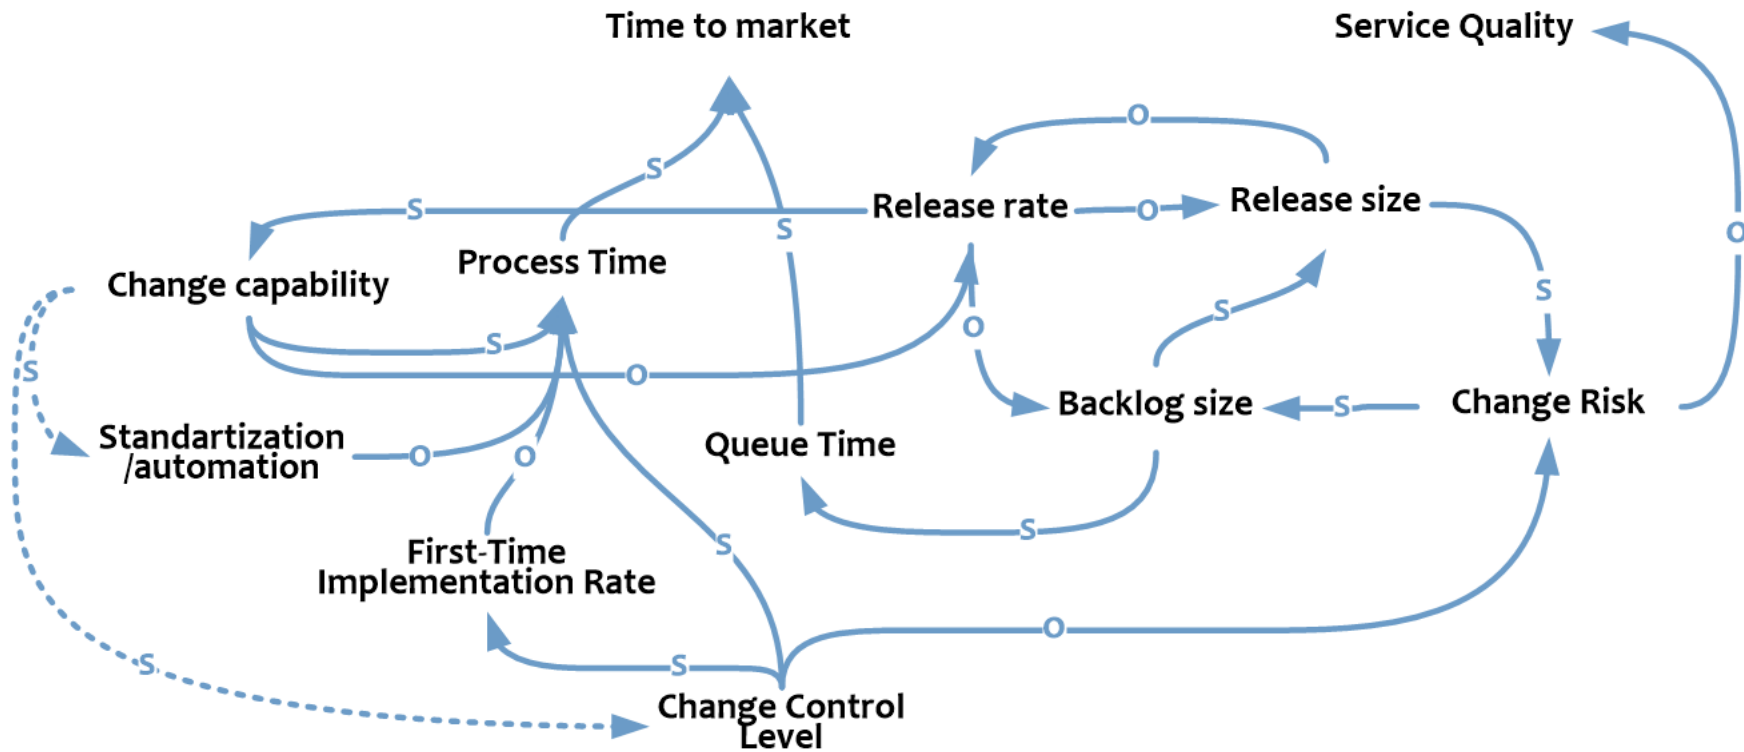 Time to market
Service Quality
O
S
Release rate
O
Release size
S
S
O
Process Time
Change capability
S
S
O
S
S
O
Backlog size
S
Change Risk
Standartization
/automation
O
O
Queue Time
S
S
First-Time
Implementation Rate
O
S
S
Change Control
Level